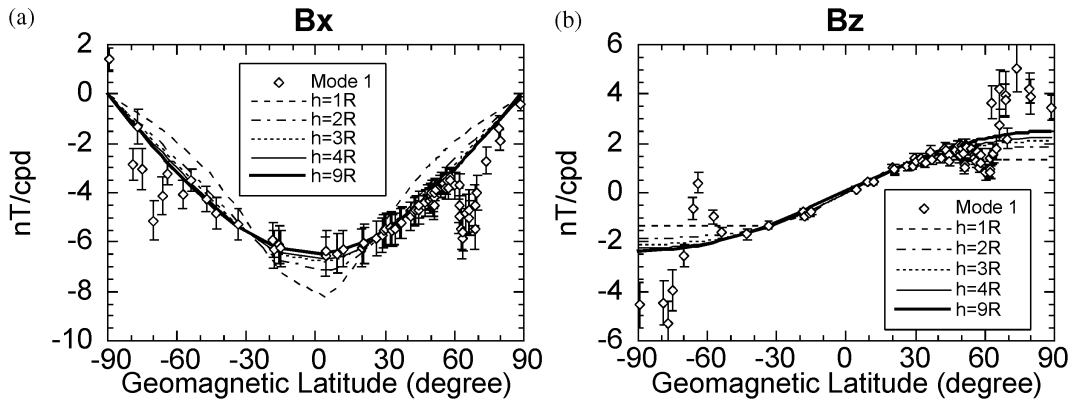 (a)
Bx
nT/cpd
2
0
-2
-4
-6
-8
-10
Mode 1
h=1R
h=2R
h=3R
h=4R
h=9R
-90 -60 -30 0 30 60 90
Geomagnetic Latitude (degree)
(b)
Bz
nT/cpd
6
4
2
0
-2
-4
-6
Mode 1
h=1R
h=2R
h=3R
h=4R
h=9R
-90 -60 -30 0 30 60 90
Geomagnetic Latitude (degree)